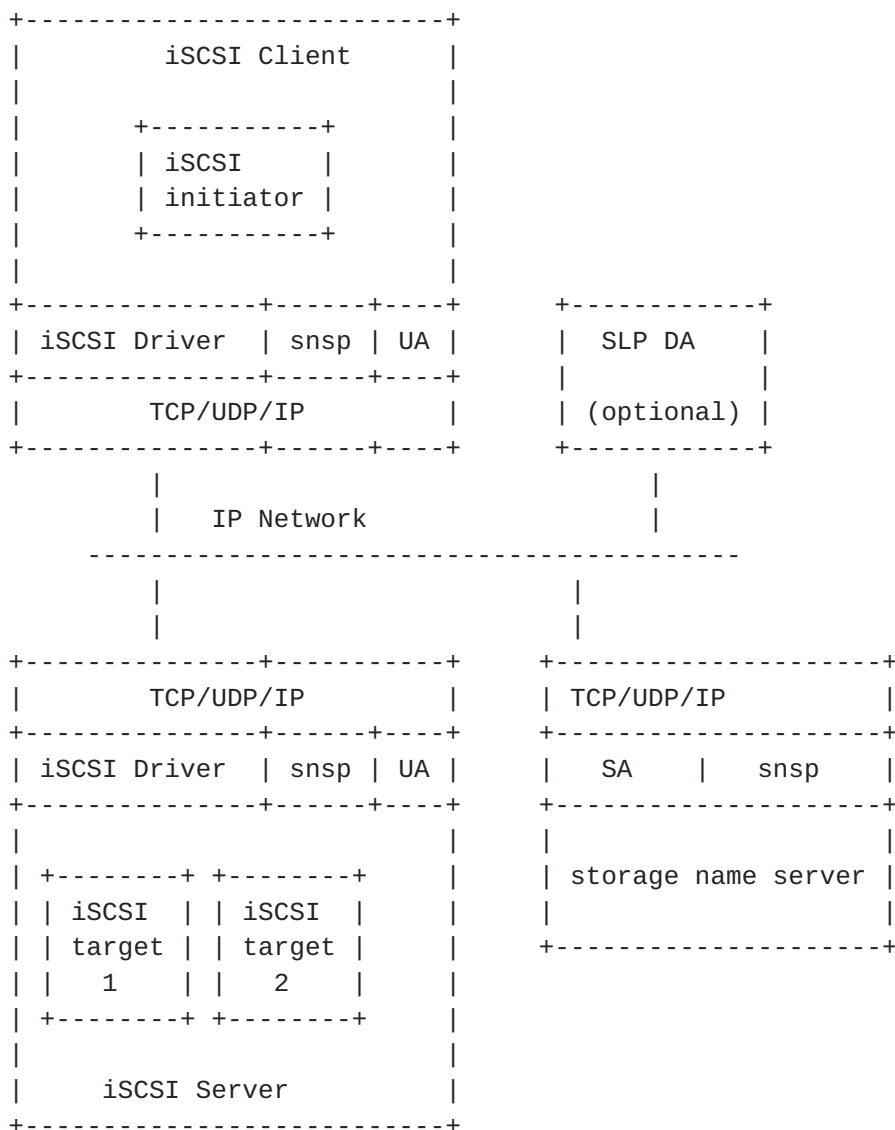 iSCSI Client
iSCSI
initiator
iSCSI Driver | snsp | UA
SLP DA
TCP/UDP/IP
(optional)
IP Network
TCP/UDP/IP
TCP/UDP/IP
iSCSI Driver | snsp | UA
SA | snsp
storage name server
iSCSI
target
1
iSCSI
target
2
iSCSI Server